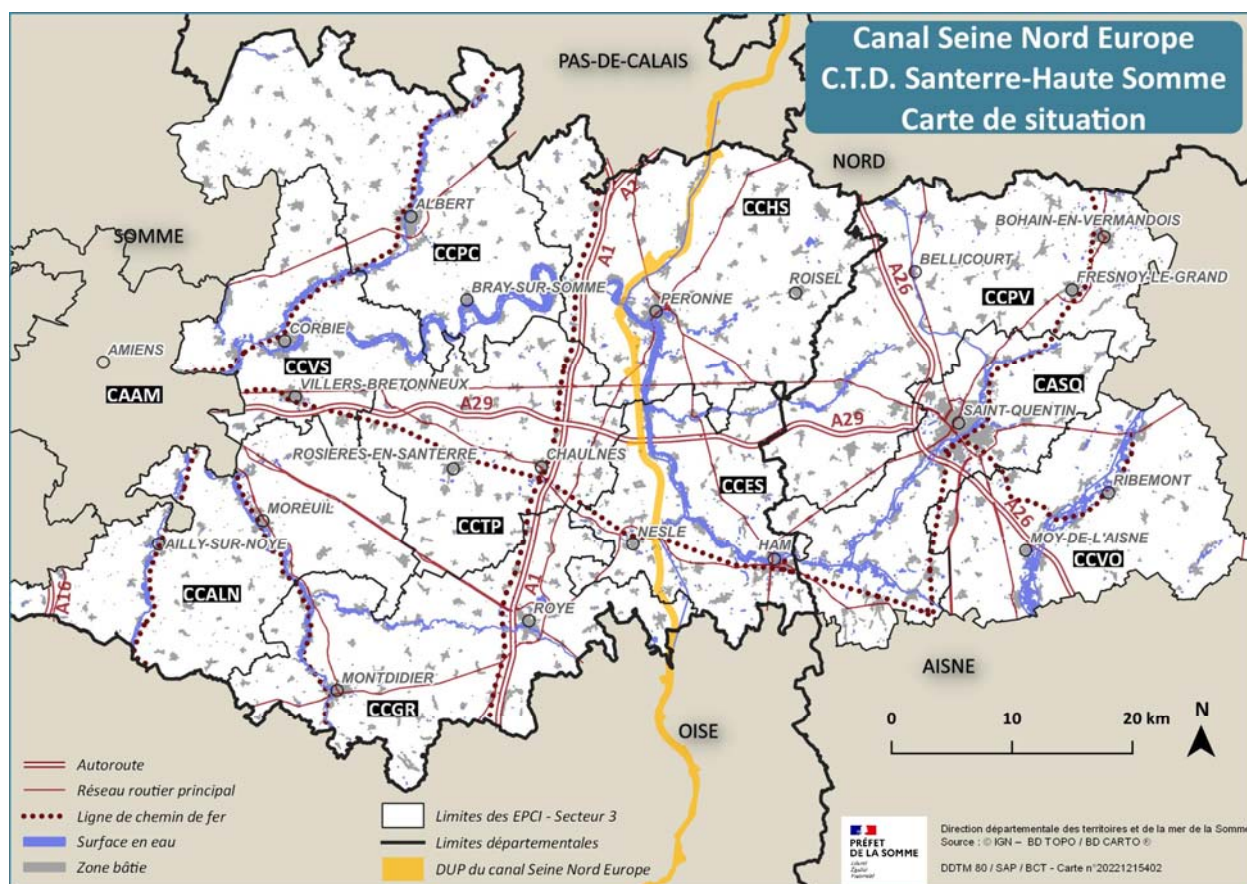 Canal Seine Nord Europe
C.T.D. Santerre-Haute Somme
Carte de situation
PAS-DE-CALAIS
NORD
SOMME
AISNE
OISE
ALBERT
CCPC
A1
A2
CCHS
BOHAIN-EN-VERMANDOIS
BELLICOURT
A26
FRESNOY-LE-GRAND
BRAY-SUR-SOMME
PERONNE
ROISEL
CCPV
CORBIE
AMIENS
CCVS
CAAM
VILLERS-BRETONNEUX
CASQ
A29
A29
SAINT-QUENTIN
ROSIÈRES-EN-SANTERRE
CHAULNES
CCES
RIBEMONT
MOREUIL
CCTP
A26
AILLY-SUR-NOYE
NESLE
HAM
MOY-DE-L'AISNE
CCVO
A16
CCALN
A1
ROYE
MONTDIDIER
CCGR
0 10 20 km
N
Autoroute
Réseau routier principal
Ligne de chemin de fer
Surface en eau
Zone bâtie
Limites des EPCI - Secteur 3
Limites départementales
DUP du canal Seine Nord Europe
PRÉFET
DE LA SOMME
Liberté
Égalité
Fraternité
Direction départementale des territoires et de la mer de la Somme
Source : © IGN – BD TOPO / BD CARTO ®
DDTM 80 / SAP / BCT - Carte n°20221215402